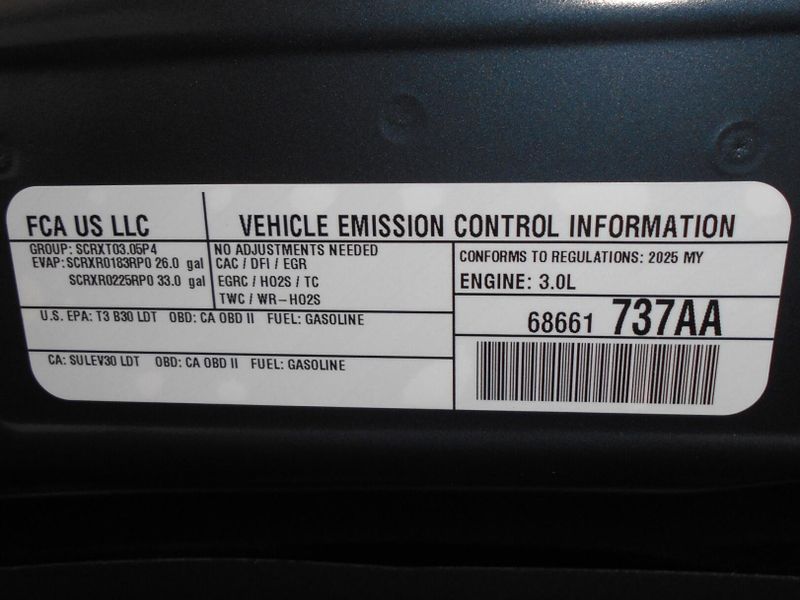 FCA US LLC
VEHICLE EMISSION CONTROL INFORMATION
GROUP: SCRXT03.05P4
EVAP: SCRXR0183RP0 26.0 gal
SCRXR0225RP0 33.0 gal
NO ADJUSTMENTS NEEDED
CAC / DFI / EGR
EGRC / HO2S / TC
TWC / WR-HO2S
CONFORMS TO REGULATIONS: 2025 MY
ENGINE: 3.0L
U.S. EPA: T3 B30 LDT OBD: CA OBD II FUEL: GASOLINE
68661 737AA
CA: SULEV30 LDT OBD: CA OBD II FUEL: GASOLINE